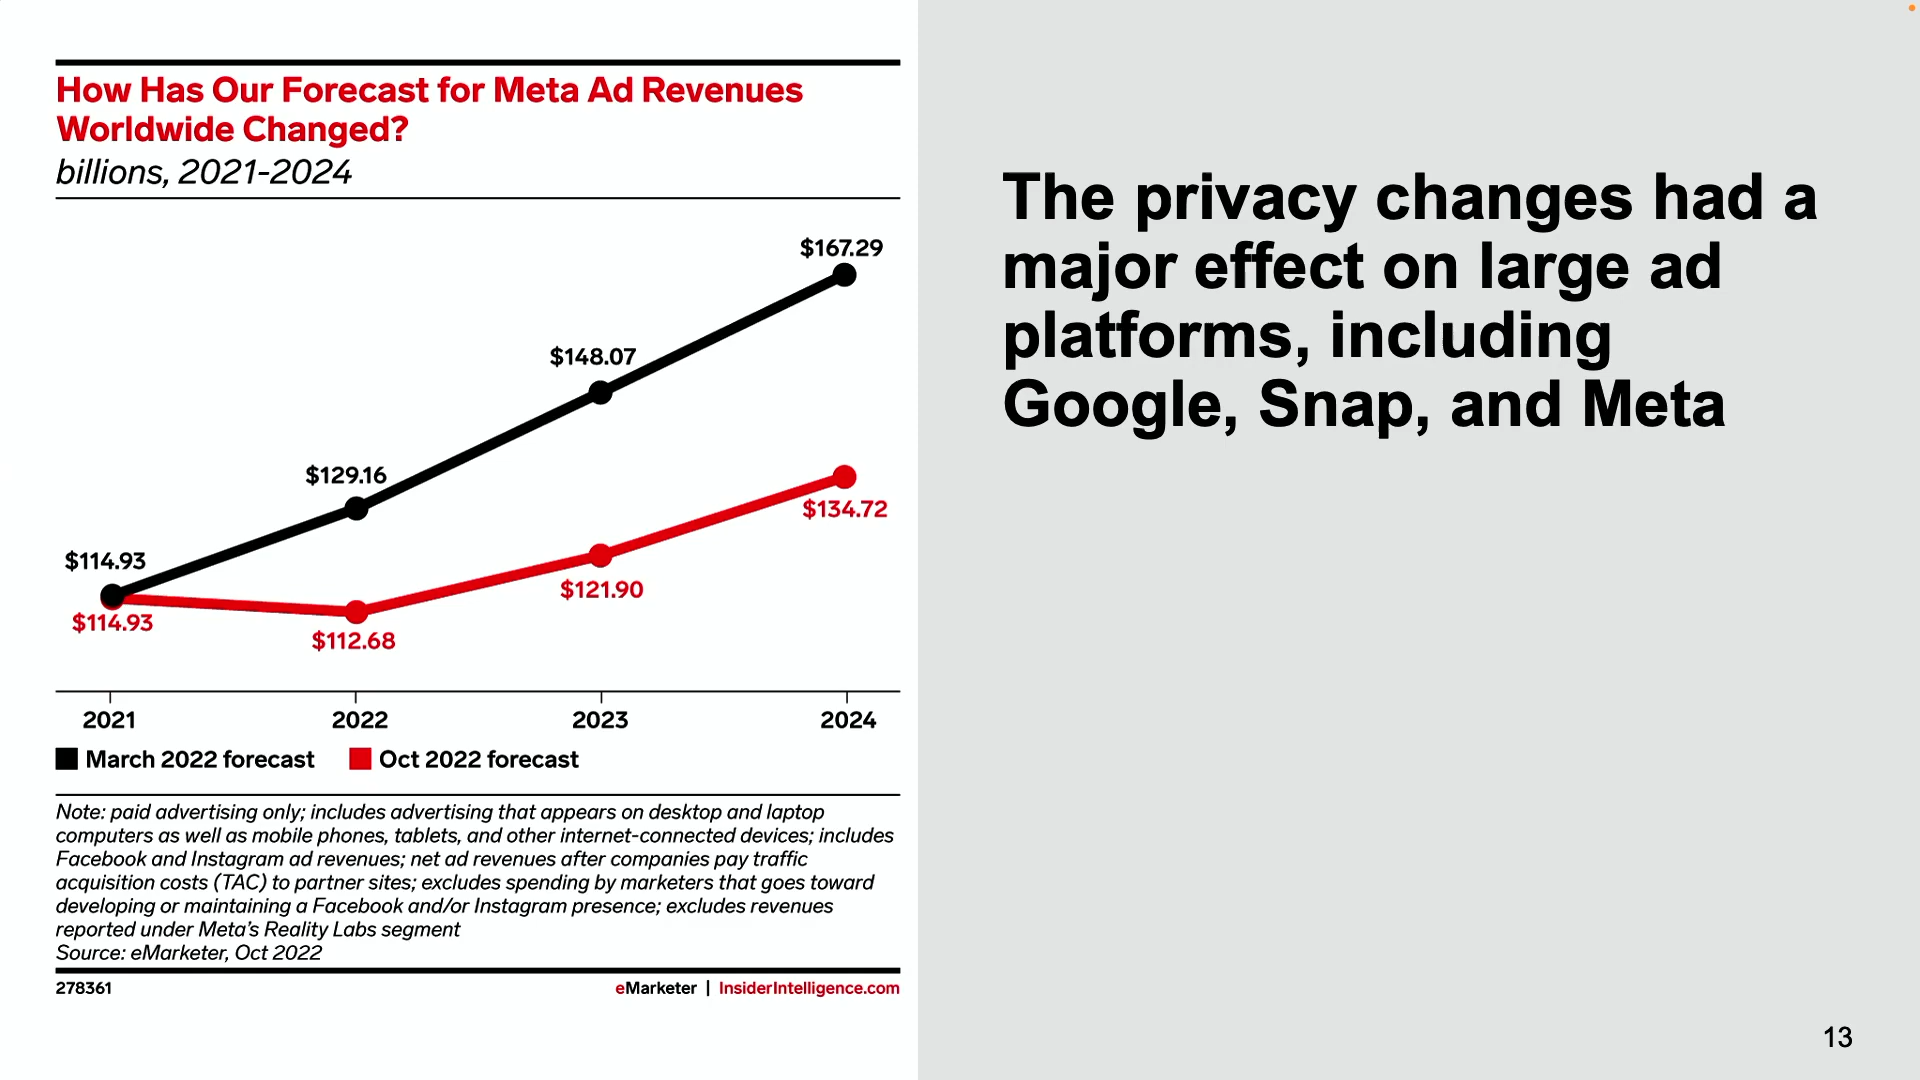 How Has Our Forecast for Meta Ad Revenues
Worldwide Changed?
billions, 2021-2024
$167.29
$148.07
$129.16
$114.93
$134.72
$121.90
$114.93
$112.68
2021 2022 2023 2024
March 2022 forecast Oct 2022 forecast
Note: paid advertising only; includes advertising that appears on desktop and laptop
computers as well as mobile phones, tablets, and other internet-connected devices; includes
Facebook and Instagram ad revenues; net ad revenues after companies pay traffic
acquisition costs (TAC) to partner sites; excludes spending by marketers that goes toward
developing or maintaining a Facebook and/or Instagram presence; excludes revenues
reported under Meta's Reality Labs segment
Source: eMarketer, Oct 2022
278361 eMarketer | InsiderIntelligence.com
The privacy changes had a
major effect on large ad
platforms, including
Google, Snap, and Meta
13